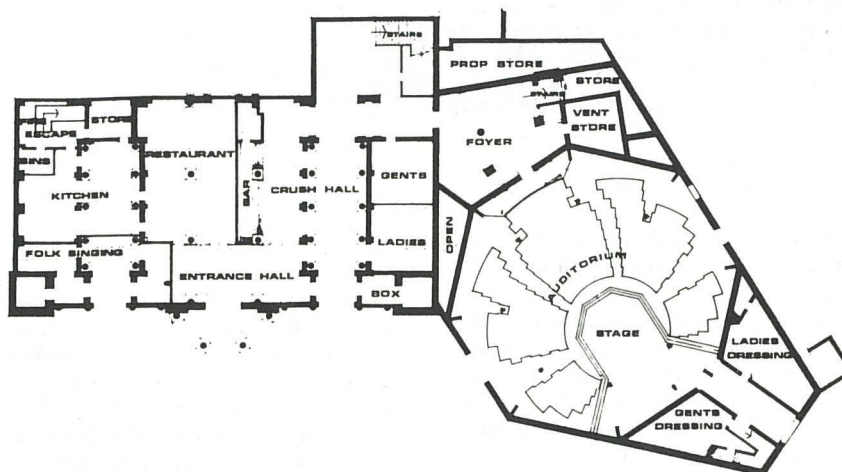 STAIRS
PROP STORE
STORE
STAIRS
VENT
STORE
FOYER
FIRE
ESCAPE
STORE
BINS
RESTAURANT
KITCHEN
BAR
CRUSH HALL
GENTS
LADIES
OPEN
FOLK SINGING
ENTRANCE HALL
BOX
AUDITORIUM
STAGE
LADIES
DRESSING
GENTS
DRESSING